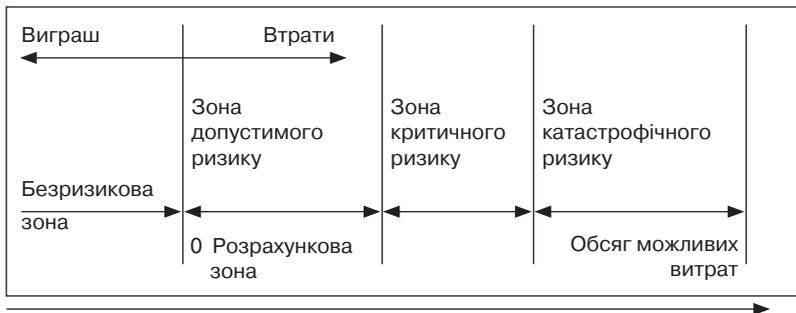 Виграш
Втрати
Зона
допустимого
ризику
Зона
критичного
ризику
Зона
катастрофічного
ризику
Безризикова
зона
0 Розрахункова
зона
Обсяг можливих
витрат